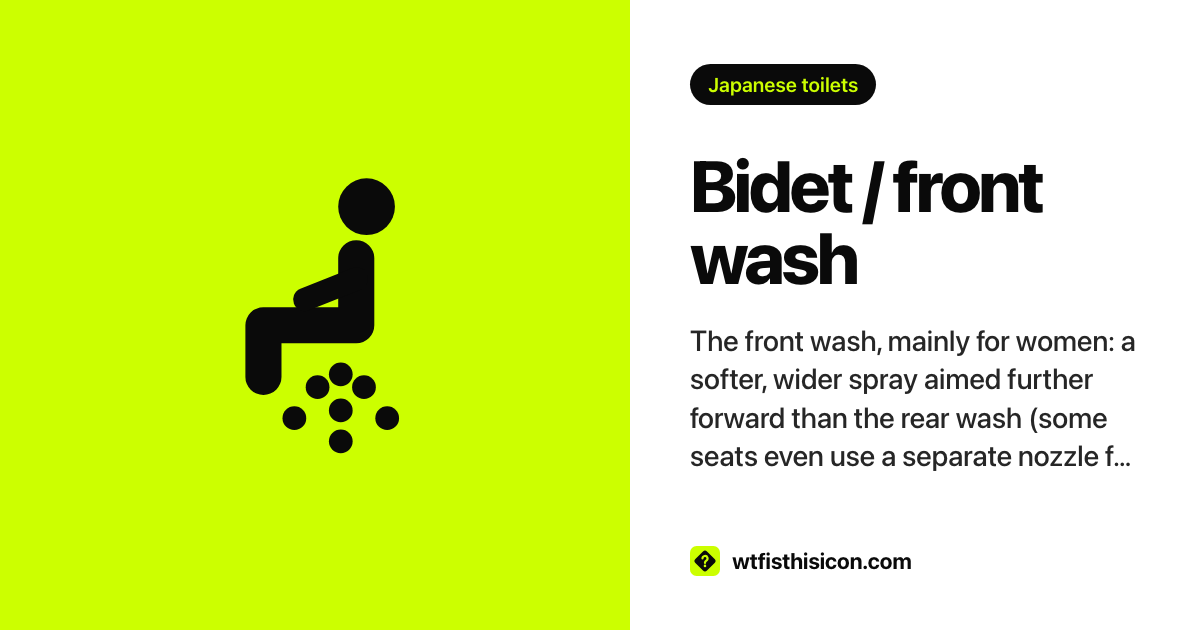 Japanese toilets
Bidet / front
wash
The front wash, mainly for women: a
softer, wider spray aimed further
forward than the rear wash (some
seats even use a separate nozzle f...
?
wtfisthisicon.com